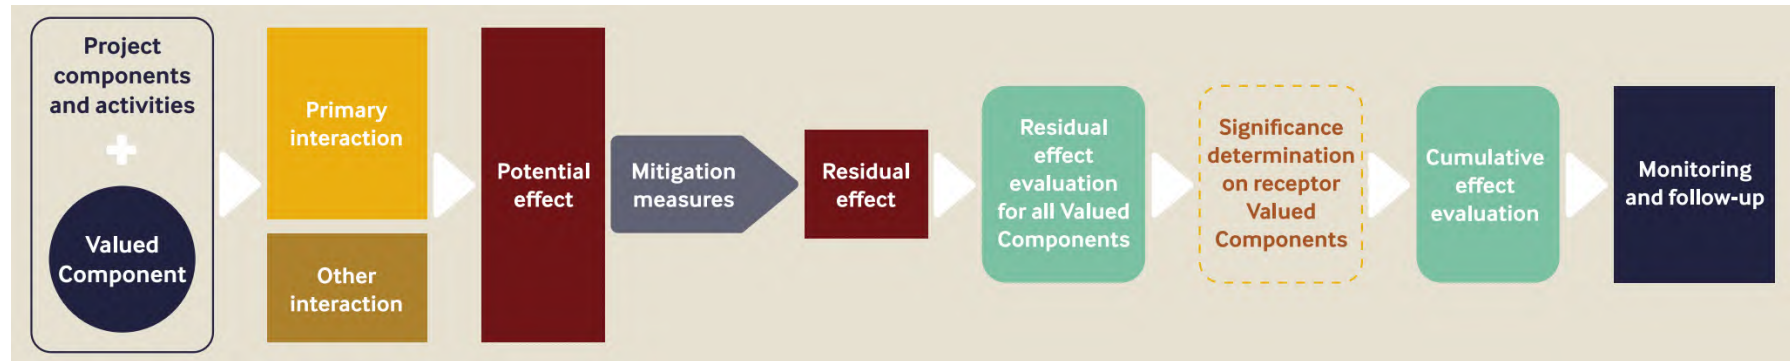 Project
components
and activities
Valued
Component
Primary
interaction
Other
interaction
Potential
effect
Mitigation
measures
Residual
effect
Residual
effect
evaluation
for all Valued
Components
Significance
determination
on receptor
Valued
Components
Cumulative
effect
evaluation
Monitoring
and follow-up